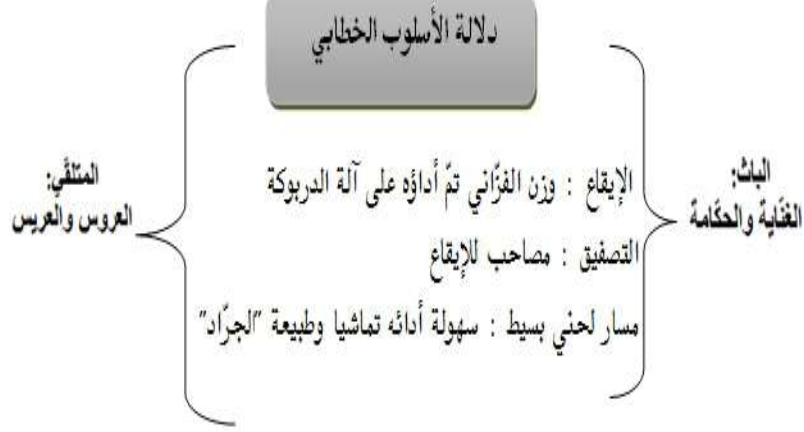 دلالة الأسلوب الخطابي
الباث:
الغنّاية والحكّامة
الإيقاع : وزن الفزّاني تمّ أداؤه على آلة الدربوكة
التصفيق : مصاحب للإيقاع
مسار لحني بسيط : سهولة أدائه تماشيا وطبيعة "الجرّاد"
المتلقّي:
العروس والعريس